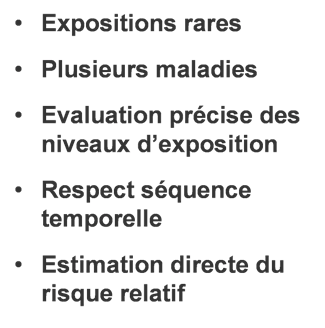 • Expositions rares
• Plusieurs maladies
• Evaluation précise des
niveaux d’exposition
• Respect séquence
temporelle
• Estimation directe du
risque relatif